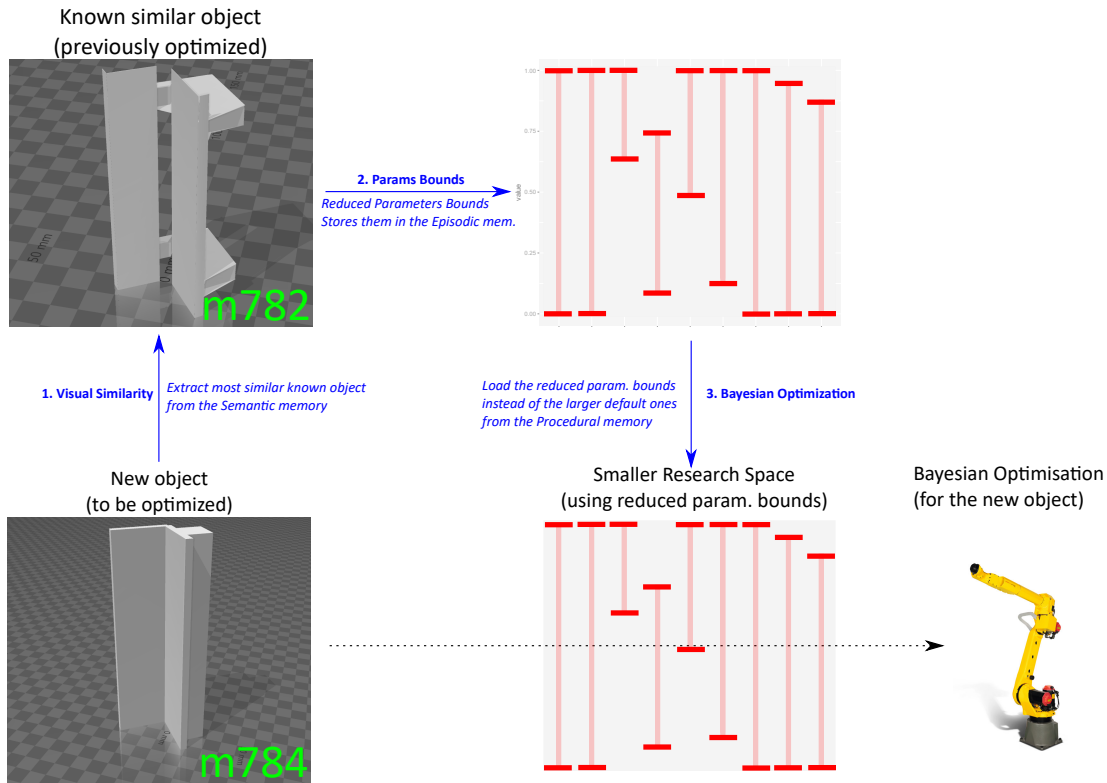 Known similar object
(previously optimized)
50 mm
m782
2. Params Bounds
Reduced Parameters Bounds
Stores them in the Episodic mem.
value
1.00
0.75
0.50
0.25
0.00
1. Visual Similarity
Extract most similar known object
from the Semantic memory
Load the reduced param. bounds
instead of the larger default ones
from the Procedural memory
3. Bayesian Optimization
New object
(to be optimized)
m784
Smaller Research Space
(using reduced param. bounds)
Bayesian Optimisation
(for the new object)